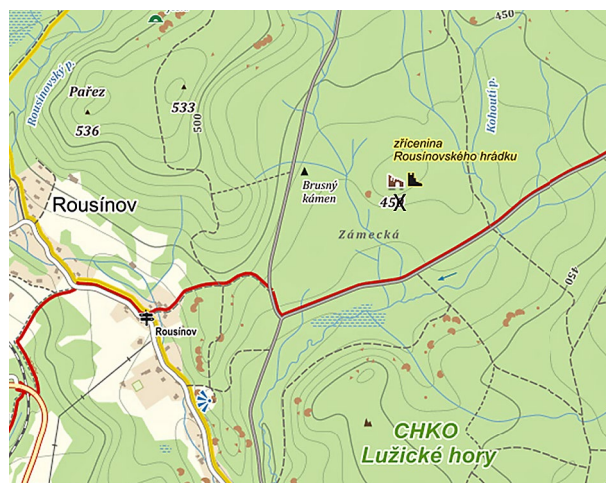 450
Rousínovský p.
Pařez
536
533
500
Kohoutí p.
zřícenina
Rousínovského hrádku
Brusný
kámen
45X
Zámecká
Rousínov
450
Rousínov
CHKO
Lužické hory